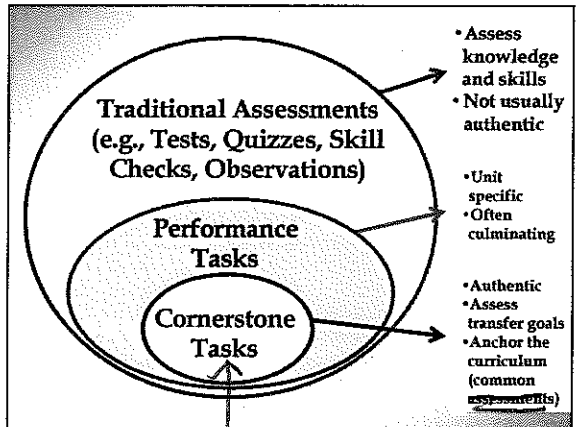 Traditional Assessments
(e.g., Tests, Quizzes, Skill
Checks, Observations)
Performance
Tasks
Cornerstone
Tasks
• Assess
knowledge
and skills
• Not usually
authentic
•Unit
specific
•Often
culminating
•Authentic
•Assess
transfer goals
•Anchor the
curriculum
(common
assessments)